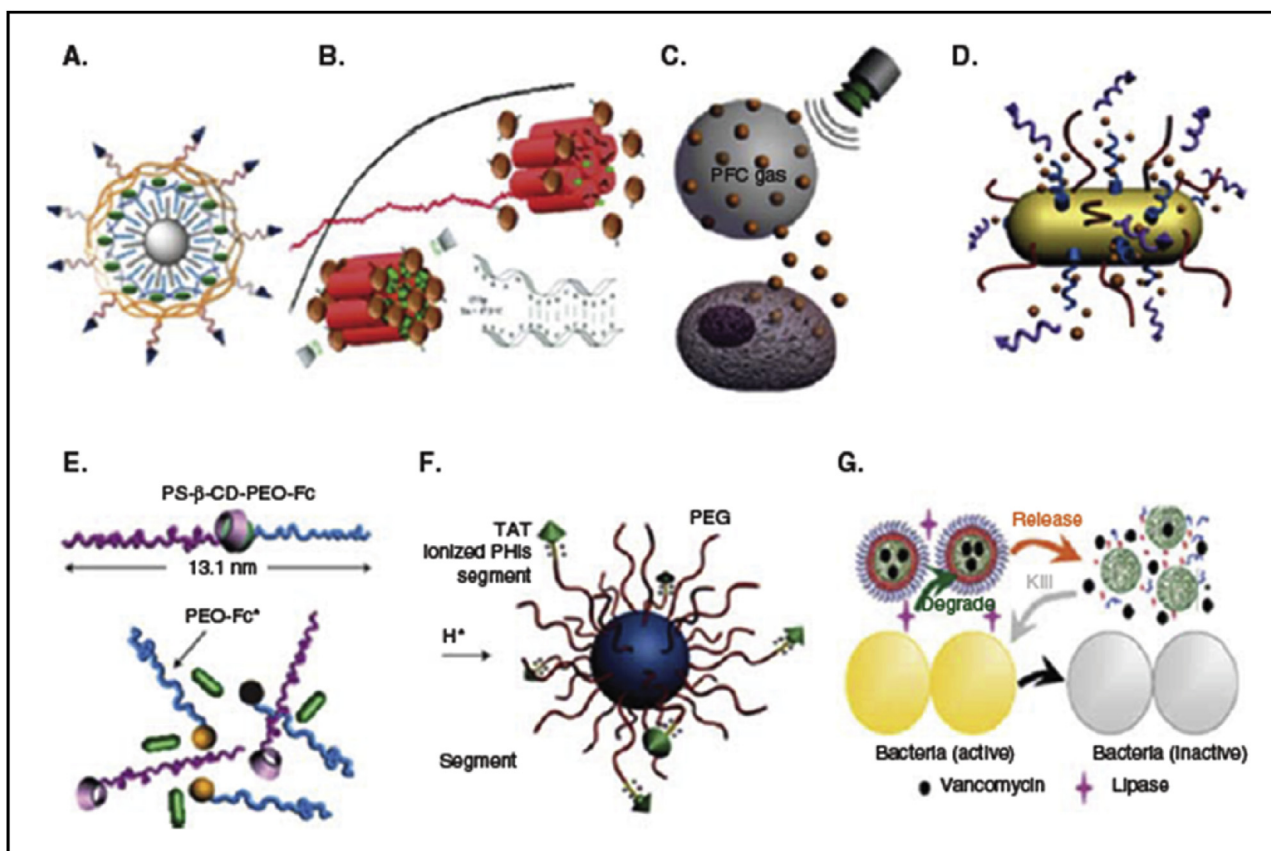 A.
B.
C.
D.
PFC gas
E.
F.
G.
PS-β-CD-PEO-Fc
13.1 nm
PEO-Fc*
TAT
Ionized PHIs
segment
PEG
H*
Segment
Release
Degrade
KIII
Bacteria (active)
Bacteria (inactive)
Vancomycin
Lipase